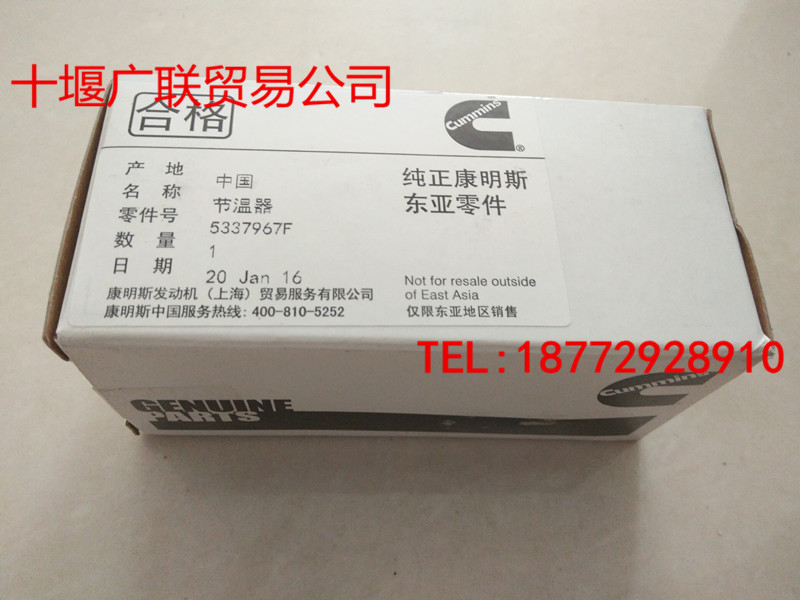 十堰广联贸易公司
合格
Cummins
®
产地 中国
名称 节温器
零件号 5337967F
数量 1
日期 20 Jan 16
康明斯发动机（上海）贸易服务有限公司
康明斯中国服务热线: 400-810-5252
纯正康明斯
东亚零件
Not for resale outside
of East Asia
仅限东亚地区销售
TEL:18772928910
GENUINE
PARTS
Cummins